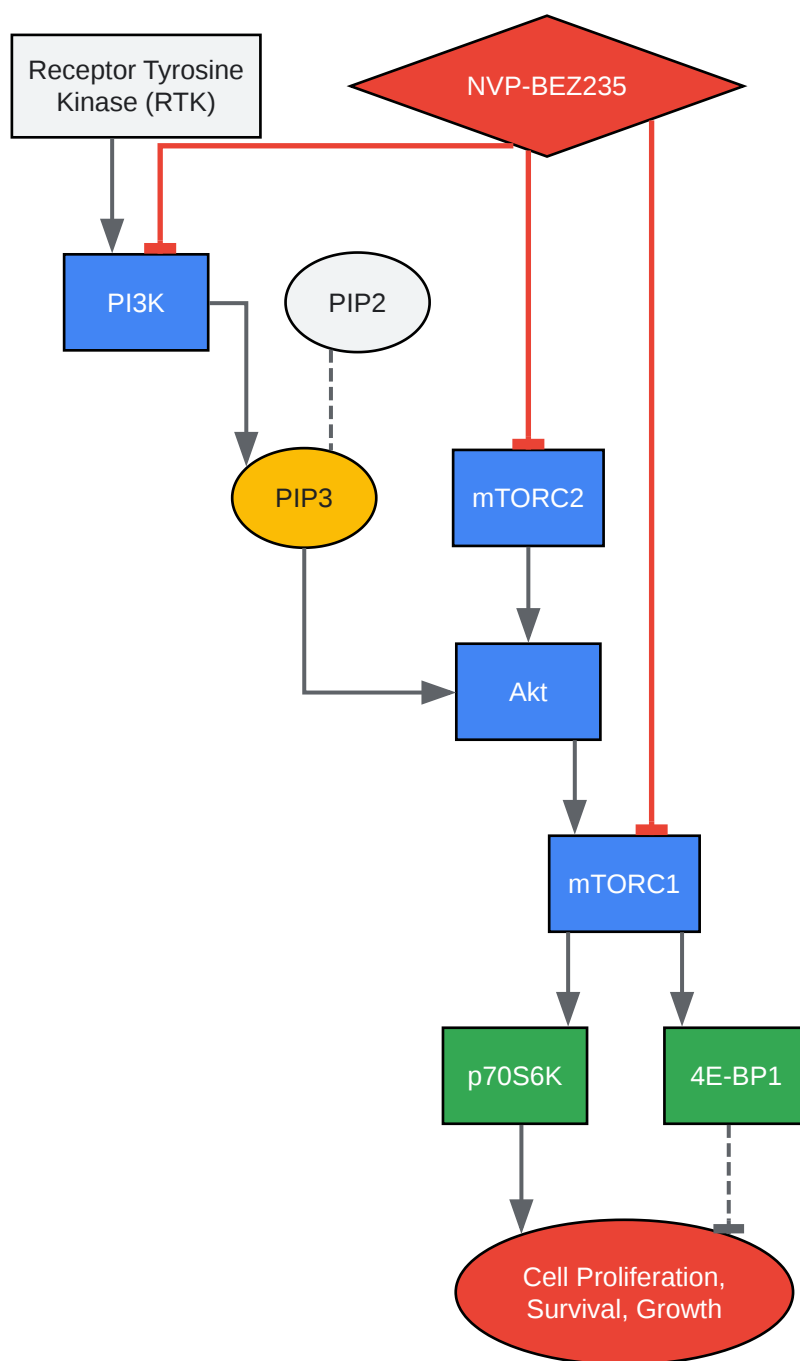 Receptor Tyrosine
Kinase (RTK)
NVP-BEZ235
PI3K
PIP2
PIP3
mTORC2
Akt
mTORC1
p70S6K
4E-BP1
Cell Proliferation,
Survival, Growth